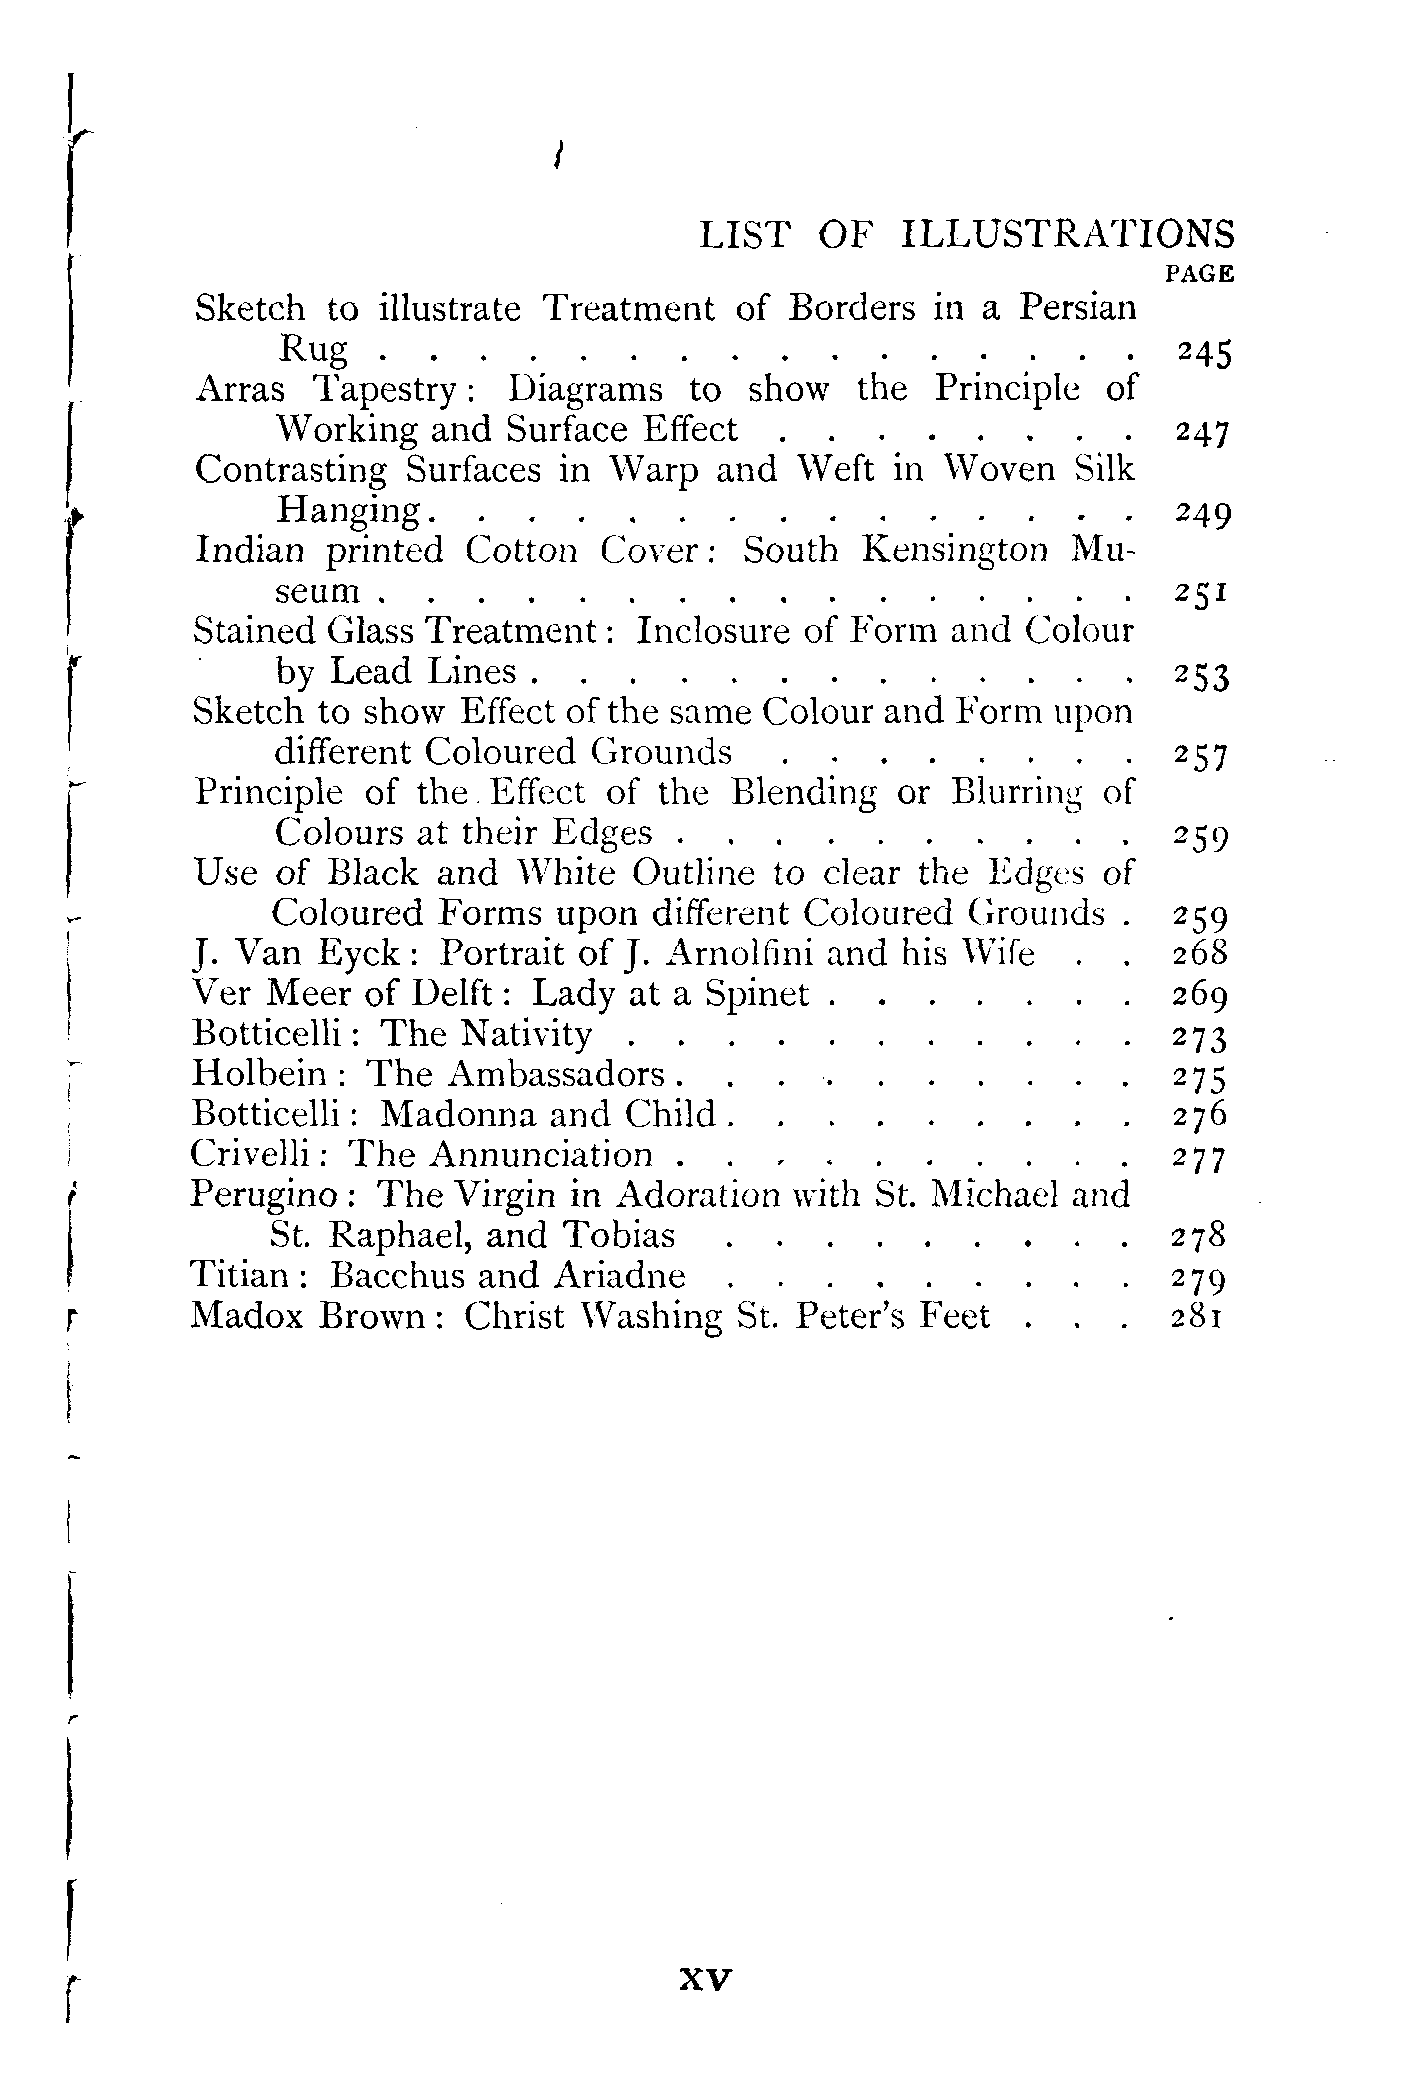 LIST OF ILLUSTRATIONS
PAGE
Sketch to illustrate Treatment of Borders in a Persian
Rug . . . . . . . . . . . . . . . . 245
Arras Tapestry : Diagrams to show the Principle of
Working and Surface Effect . . . . . . . . 247
Contrasting Surfaces in Warp and Weft in Woven Silk
Hanging . . . . . . . . . . . . . . . 249
Indian printed Cotton Cover : South Kensington Mu-
seum . . . . . . . . . . . . . . . . 251
Stained Glass Treatment : Inclosure of Form and Colour
by Lead Lines . . . . . . . . . . . . . 253
Sketch to show Effect of the same Colour and Form upon
different Coloured Grounds . . . . . . . . 257
Principle of the Effect of the Blending or Blurring of
Colours at their Edges . . . . . . . . . . 259
Use of Black and White Outline to clear the Edges of
Coloured Forms upon different Coloured Grounds . 259
J. Van Eyck : Portrait of J. Arnolfini and his Wife . . 268
Ver Meer of Delft : Lady at a Spinet . . . . . . . 269
Botticelli : The Nativity . . . . . . . . . . . 273
Holbein : The Ambassadors . . . . . . . . . . 275
Botticelli : Madonna and Child . . . . . . . . . 276
Crivelli : The Annunciation . . . . . . . . . . 277
Perugino : The Virgin in Adoration with St. Michael and
St. Raphael, and Tobias . . . . . . . . . 278
Titian : Bacchus and Ariadne . . . . . . . . . 279
Madox Brown : Christ Washing St. Peter's Feet . . . 281
xv